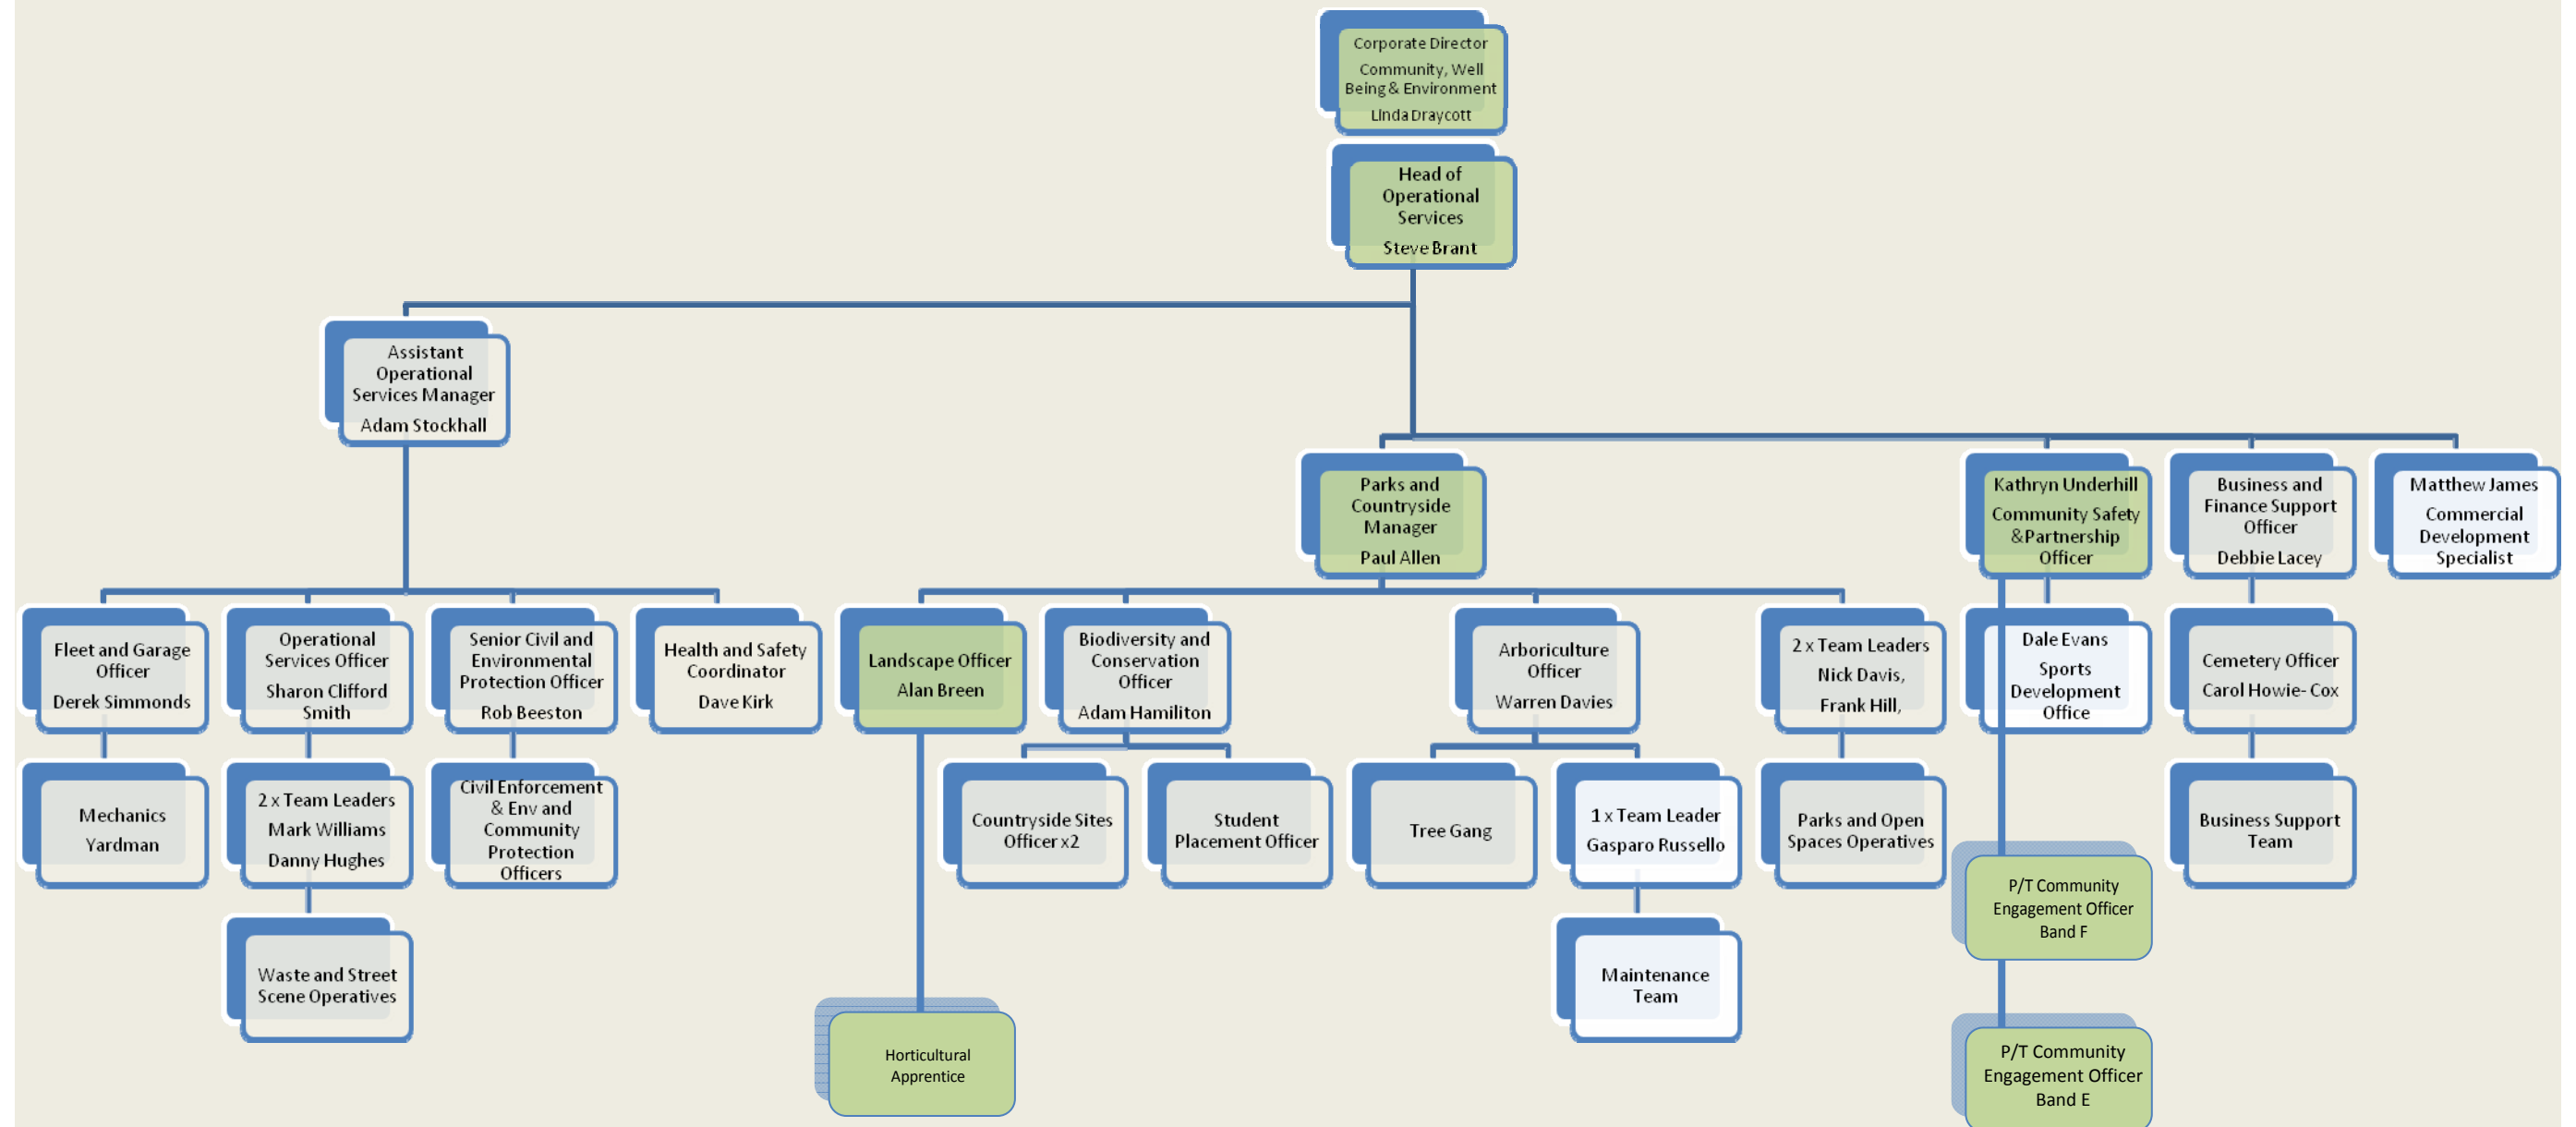 Corporate Director
Community, Well
Being & Environment
Linda Draycott
Head of
Operational
Services
Steve Brant
Assistant
Operational
Services Manager
Adam Stockhall
Parks and
Countryside
Manager
Paul Allen
Kathryn Underhill
Community Safety
&Partnership
Officer
Business and
Finance Support
Officer
Debbie Lacey
Matthew James
Commercial
Development
Specialist
Fleet and Garage
Officer
Derek Simmonds
Operational
Services Officer
Sharon Clifford
Smith
Senior Civil and
Environmental
Protection Officer
Rob Beeston
Health and Safety
Coordinator
Dave Kirk
Landscape Officer
Alan Breen
Biodiversity and
Conservation
Officer
Adam Hamiliton
Arboriculture
Officer
Warren Davies
2 x Team Leaders
Nick Davis,
Frank Hill,
Dale Evans
Sports
Development
Office
Cemetery Officer
Carol Howie- Cox
Mechanics
Yardman
2 x Team Leaders
Mark Williams
Danny Hughes
Civil Enforcement
& Env and
Community
Protection
Officers
Countryside Sites
Officer x2
Student
Placement Officer
Tree Gang
1 x Team Leader
Gasparo Russello
Parks and Open
Spaces Operatives
P/T Community
Engagement Officer
Band F
Business Support
Team
Waste and Street
Scene Operatives
Maintenance
Team
Horticultural
Apprentice
P/T Community
Engagement Officer
Band E